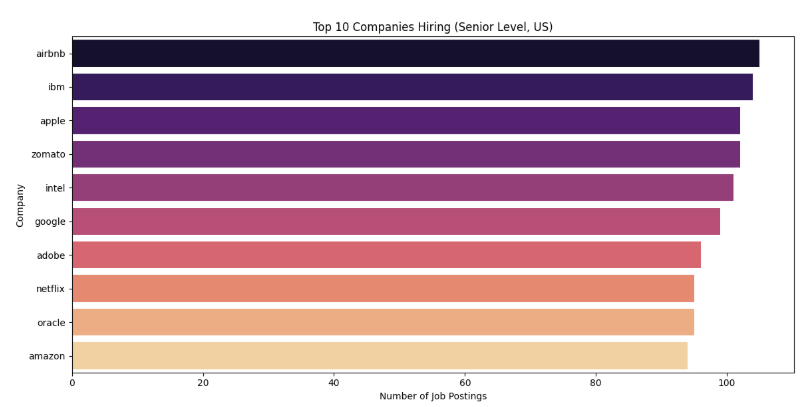 Top 10 Companies Hiring (Senior Level, US)
airbnb
ibm
apple
zomato
intel
google
adobe
netflix
oracle
amazon
Company
0 20 40 60 80 100
Number of Job Postings